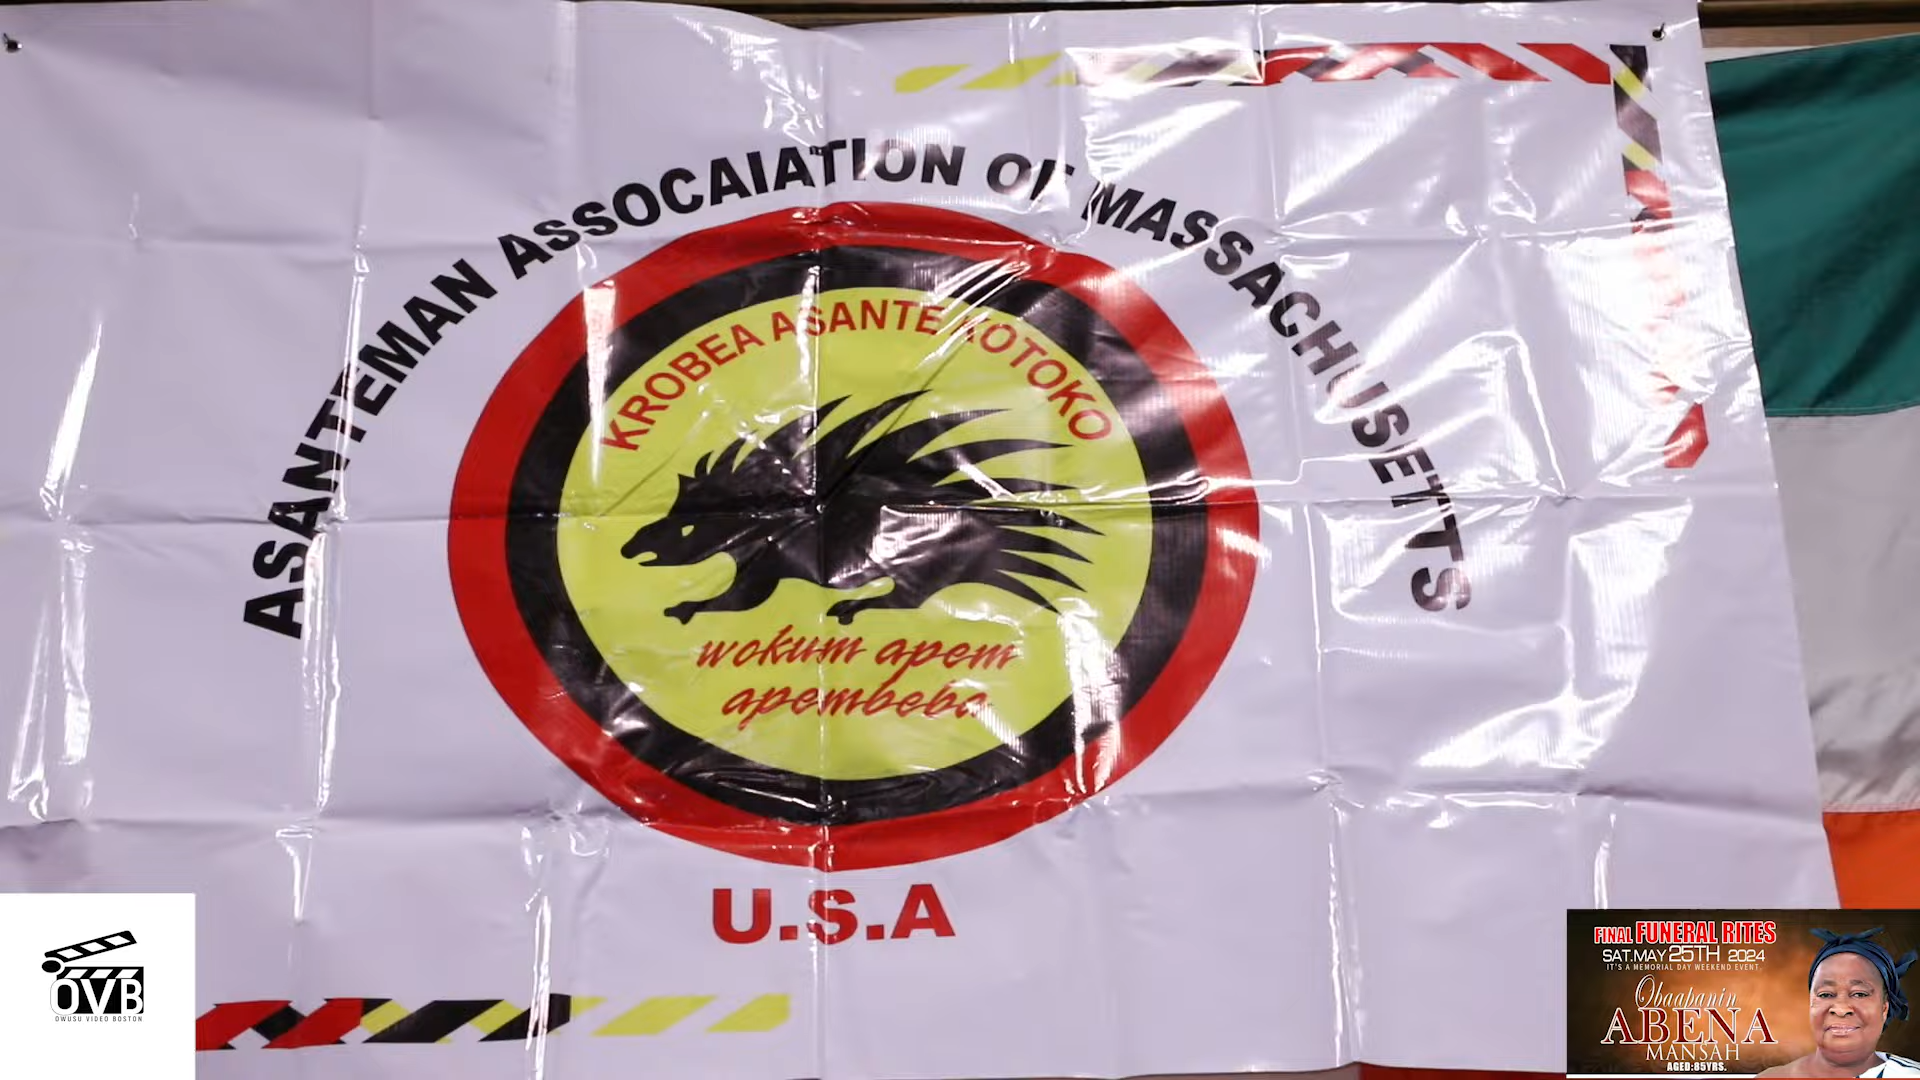 ASANTEMAN ASSOCAIATION OF MASSACHUSETTS
KROBEA ASANTE KOTOKO
wokum apem
apembeba
U.S.A
OVB
OWUSU VIDEO BOSTON
FINAL FUNERAL RITES
SAT.MAY 25TH 2024
IT'S A MEMORIAL DAY WEEKEND EVENT.
Obaapanin
ABENA
MANSAH
AGED:85YRS.